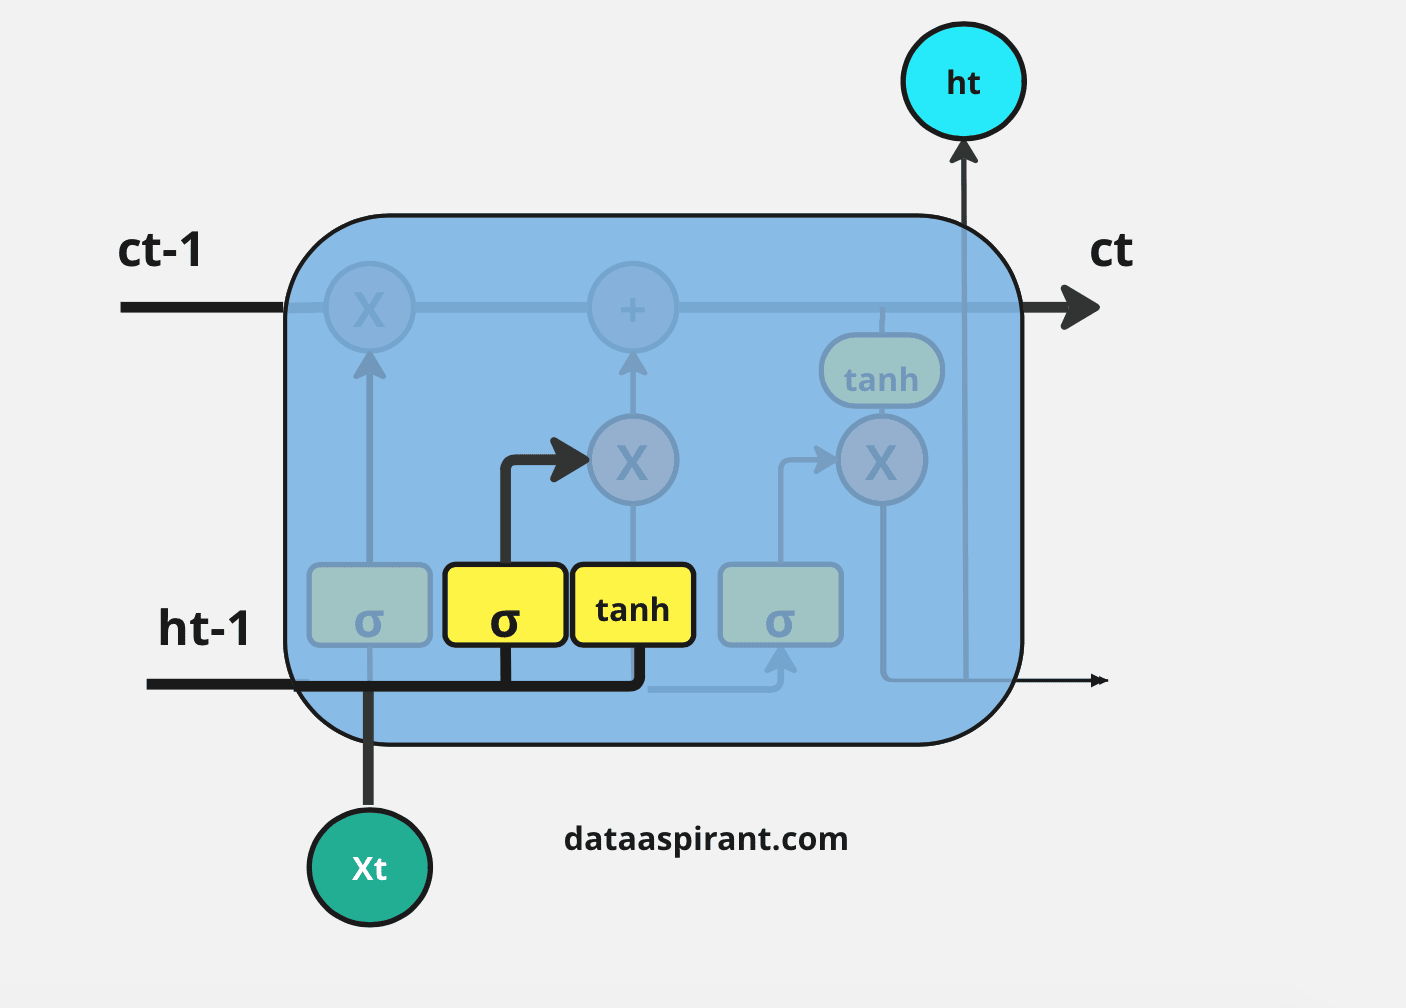 ht
ct-1
ct
X
+
tanh
X
X
σ
σ
tanh
σ
ht-1
dataaspirant.com
Xt